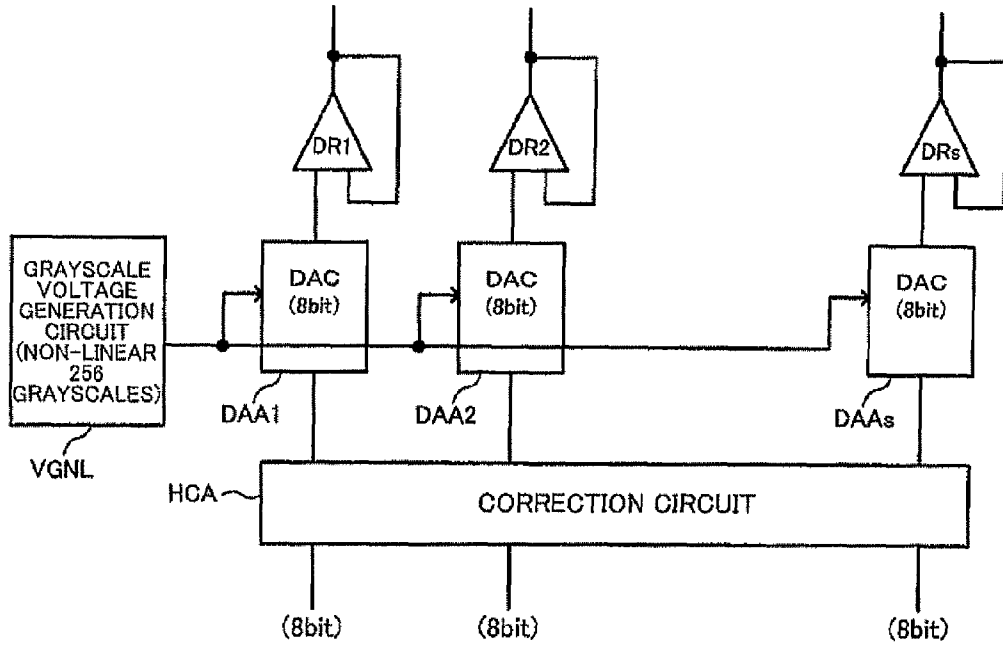 DR1
DR2
DRs
GRAYSCALE
VOLTAGE
GENERATION
CIRCUIT
(NON-LINEAR
256
GRAYSCALES)
VGNL
DAC
(8bit)
DAA1
DAC
(8bit)
DAA2
DAC
(8bit)
DAAs
HCA
CORRECTION CIRCUIT
(8bit)
(8bit)
(8bit)